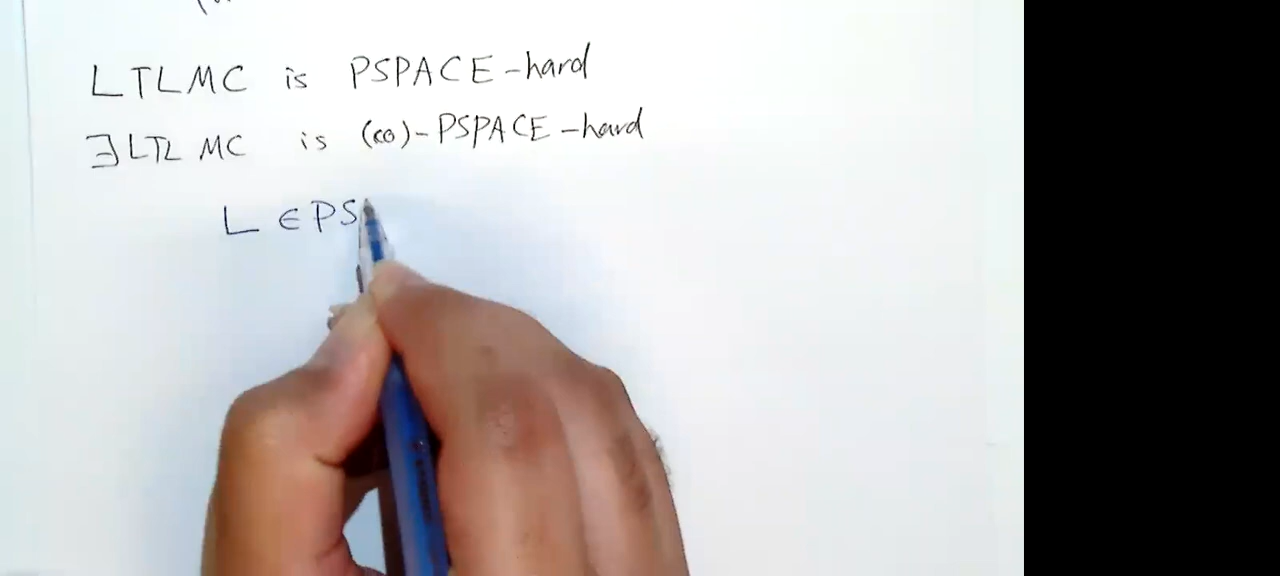 LTLMC is PSPACE-hard
∃LTL MC is (co)-PSPACE-hard
L ∈ PS